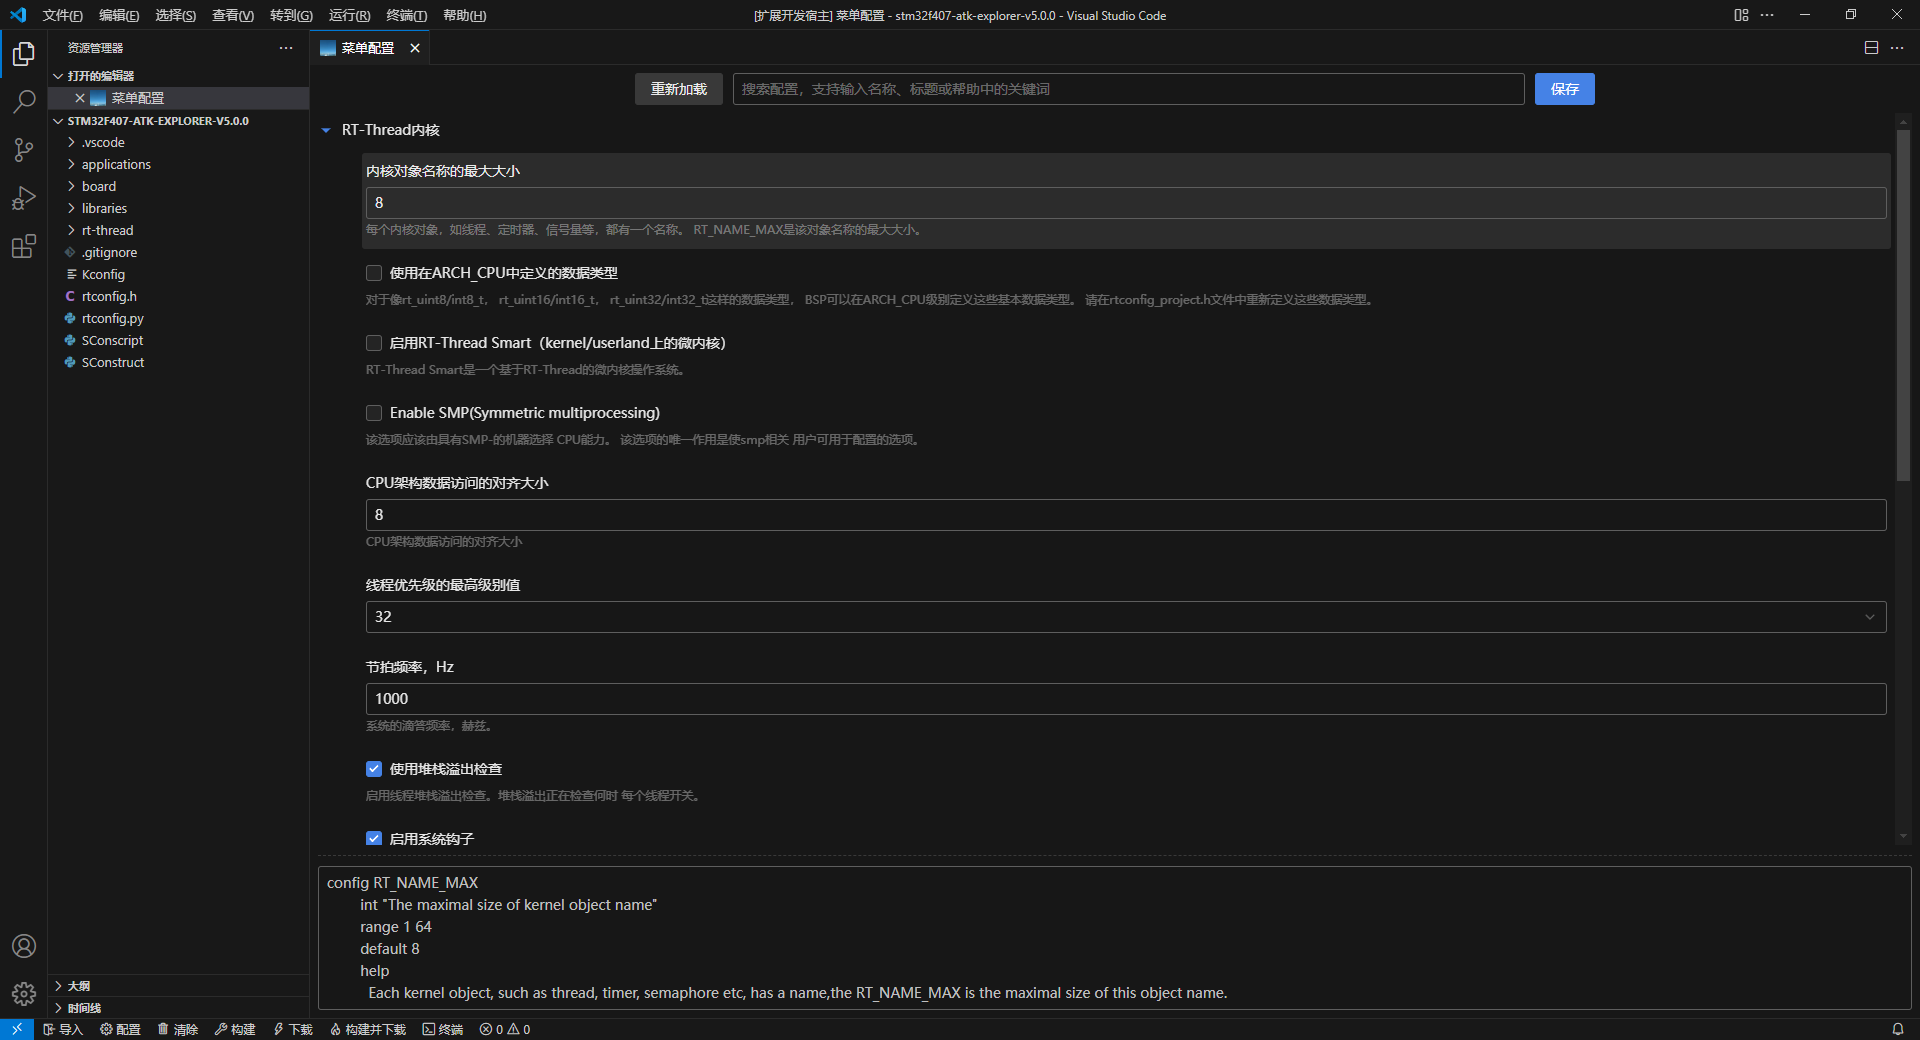 文件(F) 编辑(E) 选择(S) 查看(V) 转到(G) 运行(R) 终端(T) 帮助(H)
[扩展开发宿主] 菜单配置 - stm32f407-atk-explorer-v5.0.0 - Visual Studio Code
资源管理器
打开的编辑器
菜单配置
STM32F407-ATK-EXPLORER-V5.0.0
.vscode
applications
board
libraries
rt-thread
.gitignore
Kconfig
rtconfig.h
rtconfig.py
SConscript
SConstruct
大纲
时间线
菜单配置
重新加载
搜索配置，支持输入名称、标题或帮助中的关键词
保存
RT-Thread内核
内核对象名称的最大大小
8
每个内核对象，如线程、定时器、信号量等，都有一个名称。 RT_NAME_MAX是该对象名称的最大大小。
使用在ARCH_CPU中定义的数据类型
对于像rt_uint8/int8_t， rt_uint16/int16_t， rt_uint32/int32_t这样的数据类型， BSP可以在ARCH_CPU级别定义这些基本数据类型。 请在rtconfig_project.h文件中重新定义这些数据类型。
启用RT-Thread Smart（kernel/userland上的微内核）
RT-Thread Smart是一个基于RT-Thread的微内核操作系统。
Enable SMP(Symmetric multiprocessing)
该选项应该由具有SMP-的机器选择 CPU能力。 该选项的唯一作用是使smp相关 用户可用于配置的选项。
CPU架构数据访问的对齐大小
8
CPU架构数据访问的对齐大小
线程优先级的最高级别值
32
节拍频率，Hz
1000
系统的滴答频率，赫兹。
使用堆栈溢出检查
启用线程堆栈溢出检查。堆栈溢出正在检查何时 每个线程开关。
启用系统钩子
config RT_NAME_MAX
int "The maximal size of kernel object name"
range 1 64
default 8
help
Each kernel object, such as thread, timer, semaphore etc, has a name,the RT_NAME_MAX is the maximal size of this object name.
导入 配置 清除 构建 下载 构建并下载 终端 0 0